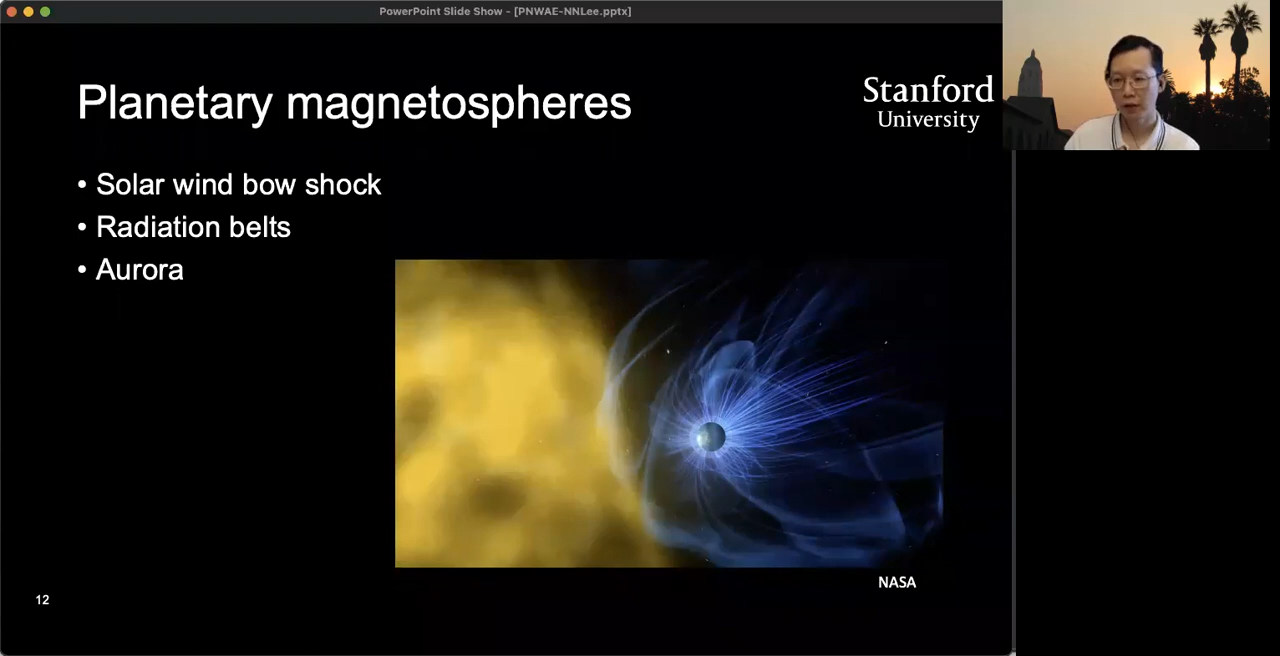 PowerPoint Slide Show - [PNWAE-NNLee.pptx]
Planetary magnetospheres
Stanford
University
• Solar wind bow shock
• Radiation belts
• Aurora
NASA
12